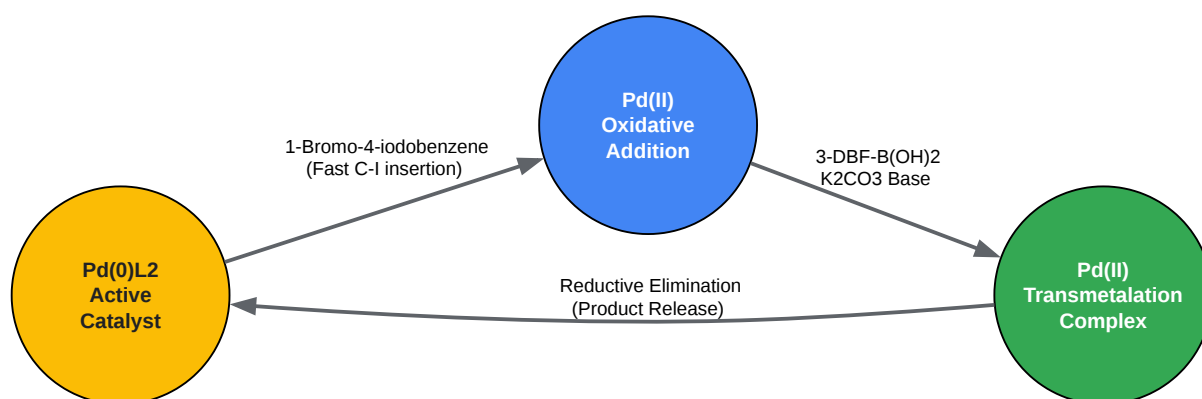 Pd(II)
Oxidative
Addition
1-Bromo-4-iodobenzene
(Fast C-I insertion)
3-DBF-B(OH)2
K2CO3 Base
Pd(0)L2
Active
Catalyst
Reductive Elimination
(Product Release)
Pd(II)
Transmetalation
Complex